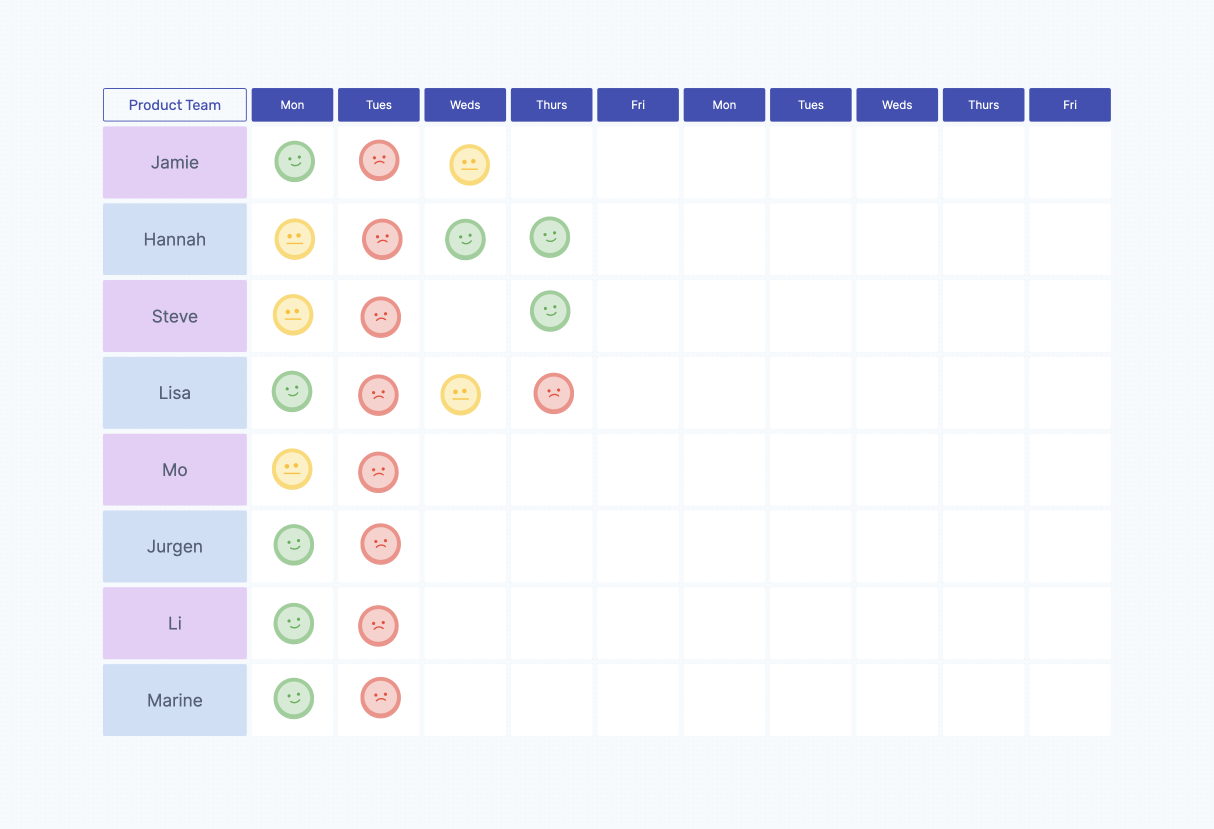 Product Team Mon Tues Weds Thurs Fri Mon Tues Weds Thurs Fri
Jamie
Hannah
Steve
Lisa
Mo
Jurgen
Li
Marine